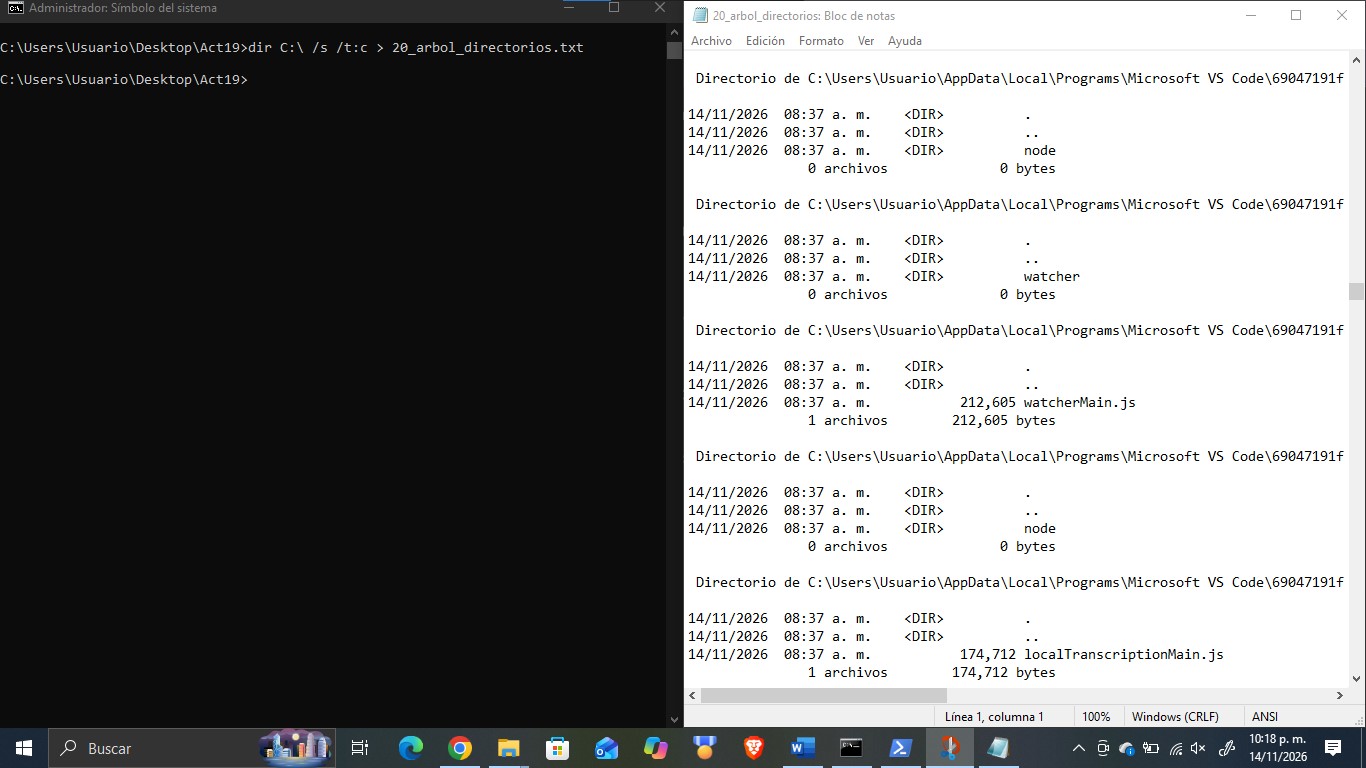 Administrador: Símbolo del sistema
C:\Users\Usuario\Desktop\Act19>dir C:\ /s /t:c > 20_arbol_directorios.txt
C:\Users\Usuario\Desktop\Act19>
20_arbol_directorios: Bloc de notas
Archivo Edición Formato Ver Ayuda
Directorio de C:\Users\Usuario\AppData\Local\Programs\Microsoft VS Code\69047191f
14/11/2026 08:37 a. m. <DIR> .
14/11/2026 08:37 a. m. <DIR> ..
14/11/2026 08:37 a. m. <DIR> node
0 archivos 0 bytes
Directorio de C:\Users\Usuario\AppData\Local\Programs\Microsoft VS Code\69047191f
14/11/2026 08:37 a. m. <DIR> .
14/11/2026 08:37 a. m. <DIR> ..
14/11/2026 08:37 a. m. <DIR> watcher
0 archivos 0 bytes
Directorio de C:\Users\Usuario\AppData\Local\Programs\Microsoft VS Code\69047191f
14/11/2026 08:37 a. m. <DIR> .
14/11/2026 08:37 a. m. <DIR> ..
14/11/2026 08:37 a. m. 212,605 watcherMain.js
1 archivos 212,605 bytes
Directorio de C:\Users\Usuario\AppData\Local\Programs\Microsoft VS Code\69047191f
14/11/2026 08:37 a. m. <DIR> .
14/11/2026 08:37 a. m. <DIR> ..
14/11/2026 08:37 a. m. <DIR> node
0 archivos 0 bytes
Directorio de C:\Users\Usuario\AppData\Local\Programs\Microsoft VS Code\69047191f
14/11/2026 08:37 a. m. <DIR> .
14/11/2026 08:37 a. m. <DIR> ..
14/11/2026 08:37 a. m. 174,712 localTranscriptionMain.js
1 archivos 174,712 bytes
Línea 1, columna 1 100% Windows (CRLF) ANSI
Buscar
10:18 p. m.
14/11/2026